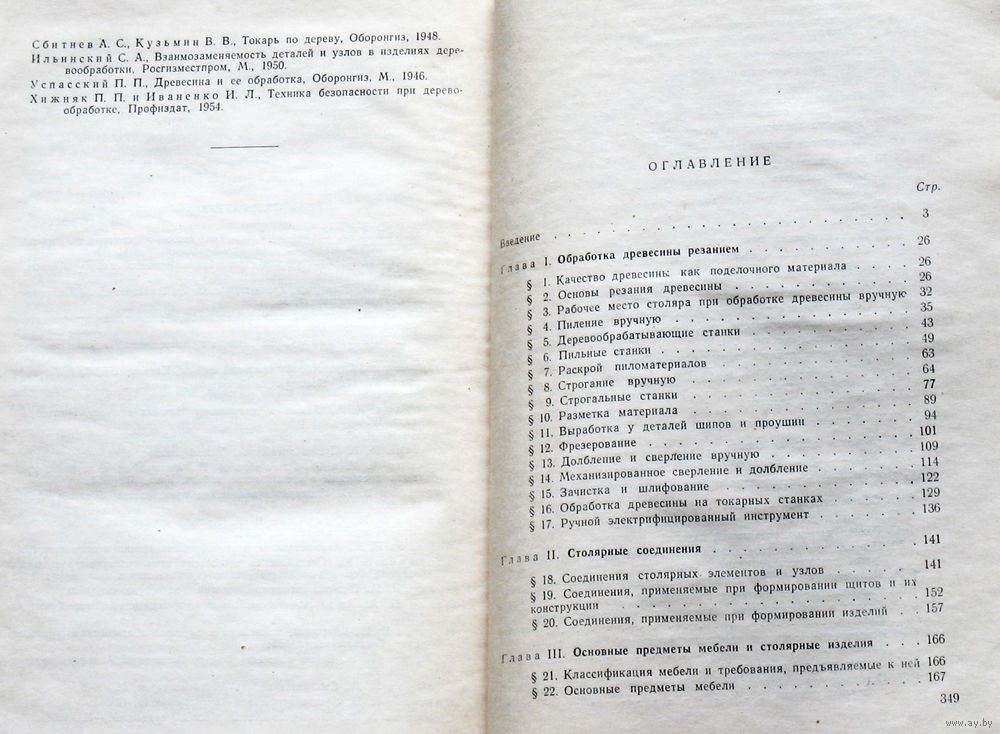 Сбитнев А. С., Кузьмин В. В., Токарь по дереву, Оборонгиз, 1948.
Ильинский С. А., Взаимозаменяемость деталей и узлов в изделиях дере-
вообработки, Росгизместпром, М., 1950.
Успасский П. П., Древесина и ее обработка, Оборонгиз, М., 1946.
Хижняк П. П. и Иваненко И. Л., Техника безопасности при дерево-
обработке, Профиздат, 1954.
ОГЛАВЛЕНИЕ
Стр.
Введение . . . . . . . . . . . . . . . . . . 3
Глава I. Обработка древесины резанием . . . . . . . . 26
§ 1. Качество древесины как поделочного материала . . . . 26
§ 2. Основы резания древесины . . . . . . . . . . 26
§ 3. Рабочее место столяра при обработке древесины вручную 32
§ 4. Пиление вручную . . . . . . . . . . . . . 35
§ 5. Деревообрабатывающие станки . . . . . . . . . 43
§ 6. Пильные станки . . . . . . . . . . . . . . 49
§ 7. Раскрой пиломатериалов . . . . . . . . . . . 63
§ 8. Строгание вручную . . . . . . . . . . . . 64
§ 9. Строгальные станки . . . . . . . . . . . . 77
§ 10. Разметка материала . . . . . . . . . . . . 89
§ 11. Выработка у деталей шипов и проушин . . . . . . 94
§ 12. Фрезерование . . . . . . . . . . . . . . 101
§ 13. Долбление и сверление вручную . . . . . . . . 109
§ 14. Механизированное сверление и долбление . . . . . 114
§ 15. Зачистка и шлифование . . . . . . . . . . . 122
§ 16. Обработка древесины на токарных станках . . . . . 129
§ 17. Ручной электрифицированный инструмент . . . . . . 136
Глава II. Столярные соединения . . . . . . . . . . 141
§ 18. Соединения столярных элементов и узлов . . . . . 141
§ 19. Соединения, применяемые при формировании щитов и их
конструкции . . . . . . . . . . . . . . . 152
§ 20. Соединения, применяемые при формировании изделий . . 157
Глава III. Основные предметы мебели и столярные изделия . . . 166
§ 21. Классификация мебели и требования, предъявляемые к ней 166
§ 22. Основные предметы мебели . . . . . . . . . . 167
349
www.ay.by